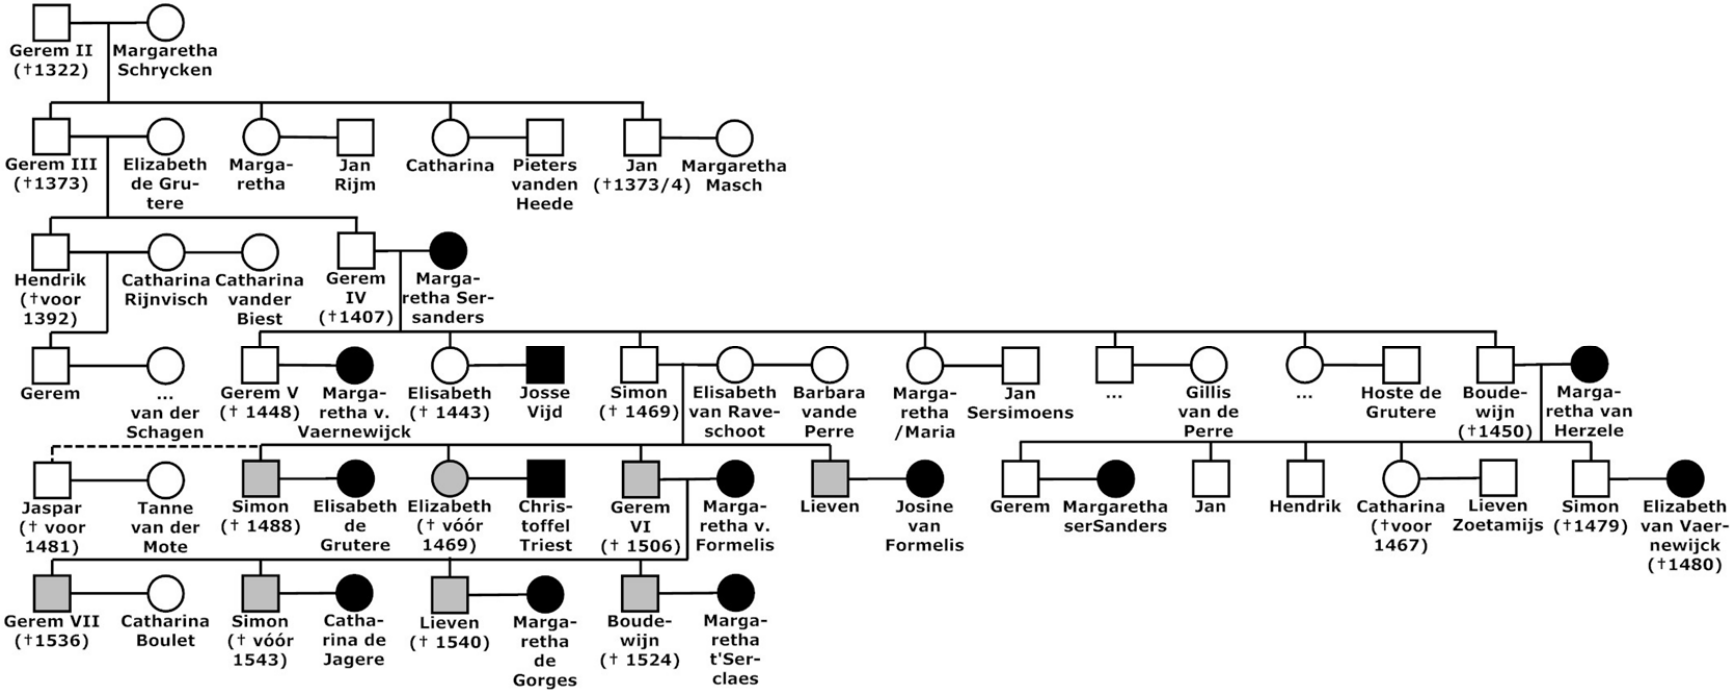 Gerem II
(†1322)
Margaretha
Schrycken
Gerem III
(†1373)
Elizabeth
de Gru-
tere
Marga-
retha
Jan
Rijm
Catharina
Pieters
vanden
Heede
Jan
(†1373/4)
Margaretha
Masch
Hendrik
(†voor
1392)
Catharina
Rijnvisch
Catharina
vander
Biest
Gerem
IV
(†1407)
Marga-
retha Ser-
sanders
Gerem
...
van der
Schagen
Gerem V
(† 1448)
Marga-
retha v.
Vaernewijck
Elisabeth
(† 1443)
Josse
Vijd
Simon
(† 1469)
Elisabeth
van Rave-
schoot
Barbara
vande
Perre
Marga-
retha
/Maria
Jan
Sersimoens
...
Gillis
van de
Perre
...
Hoste de
Grutere
Boude-
wijn
(†1450)
Marga-
retha van
Herzele
Jaspar
(† voor
1481)
Tanne
van der
Mote
Simon
(† 1488)
Elisabeth
de
Grutere
Elizabeth
(† vóór
1469)
Chris-
toffel
Triest
Gerem
VI
(† 1506)
Marga-
retha v.
Formelis
Lieven
Josine
van
Formelis
Gerem
Margaretha
serSanders
Jan
Hendrik
Catharina
(†voor
1467)
Lieven
Zoetamijs
Simon
(†1479)
Elizabeth
van Vaer-
newijck
(†1480)
Gerem VII
(†1536)
Catharina
Boulet
Simon
(† vóór
1543)
Catha-
rina de
Jagere
Lieven
(† 1540)
Marga-
retha
de
Gorges
Boude-
wijn
(† 1524)
Marga-
retha
t'Ser-
claes